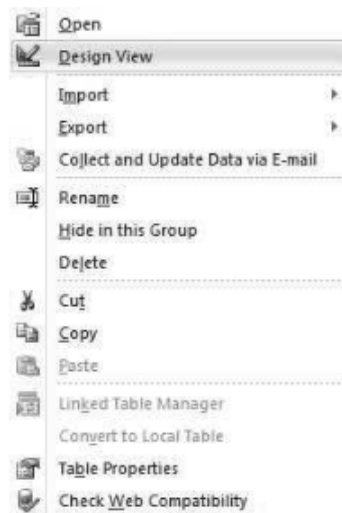 Open
Design View
Import
Export
Collect and Update Data via E-mail
Rename
Hide in this Group
Delete
Cut
Copy
Paste
Linked Table Manager
Convert to Local Table
Table Properties
Check Web Compatibility